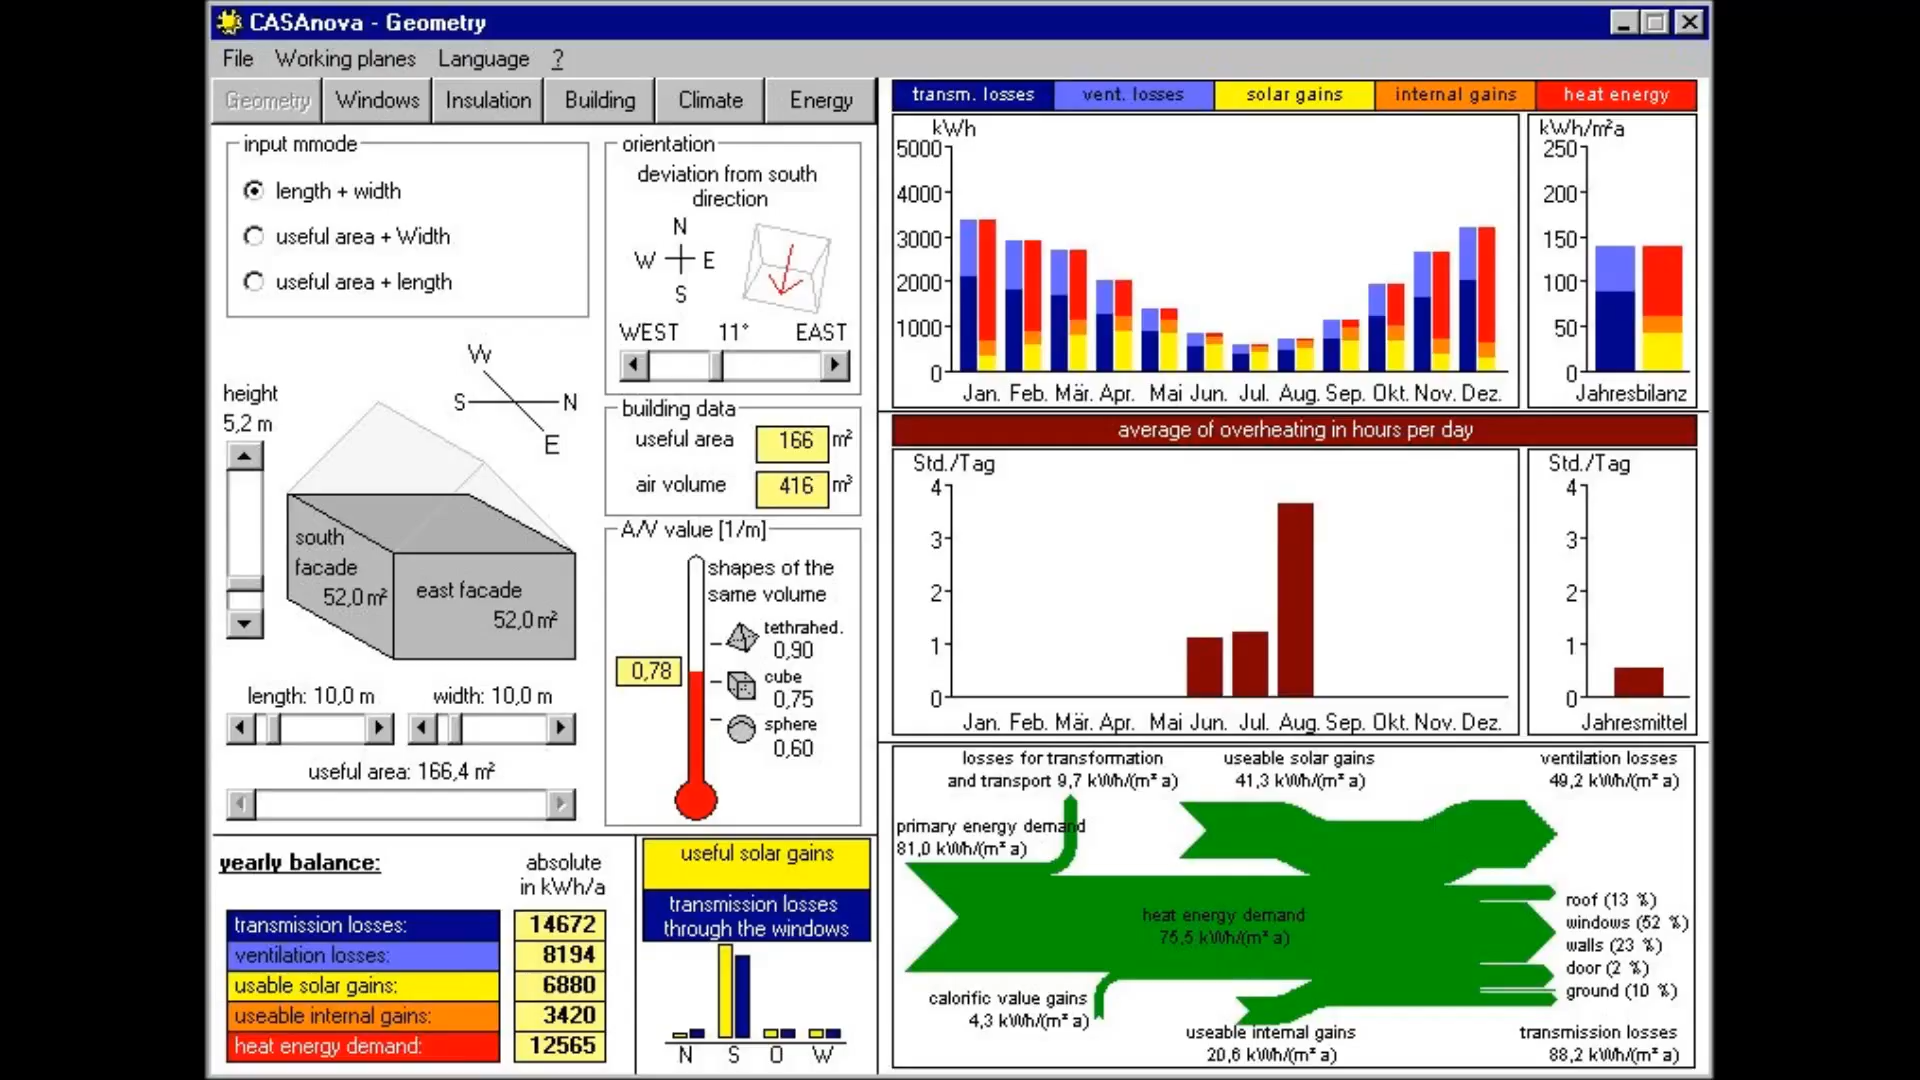 CASAnova - Geometry
File Working planes Language ?
Geometry Windows Insulation Building Climate Energy
input mmode
length + width
useful area + Width
useful area + length
orientation
deviation from south
direction
N
W E
S
WEST 11° EAST
height
5,2 m
W
S N
E
south
facade
52,0 m²
east facade
52,0 m²
length: 10,0 m width: 10,0 m
useful area: 166,4 m²
building data
useful area 166 m²
air volume 416 m³
A/V value [1/m]
shapes of the
same volume
tethrahed.
0,90
0,78
cube
0,75
sphere
0,60
yearly balance:
absolute
in kWh/a
transmission losses: 14672
ventilation losses: 8194
usable solar gains: 6880
useable internal gains: 3420
heat energy demand: 12565
useful solar gains
transmission losses
through the windows
N S O W
transm. losses vent. losses solar gains internal gains heat energy
kWh
5000
4000
3000
2000
1000
0
Jan. Feb. Mär. Apr. Mai Jun. Jul. Aug. Sep. Okt. Nov. Dez.
kWh/m²a
250
200
150
100
50
0
Jahresbilanz
average of overheating in hours per day
Std./Tag
4
3
2
1
0
Jan. Feb. Mär. Apr. Mai Jun. Jul. Aug. Sep. Okt. Nov. Dez.
Std./Tag
4
3
2
1
0
Jahresmittel
losses for transformation
and transport 9,7 kWh/(m² a)
useable solar gains
41,3 kWh/(m² a)
ventilation losses
49,2 kWh/(m² a)
primary energy demand
81,0 kWh/(m² a)
heat energy demand
75,5 kWh/(m² a)
roof (13 %)
windows (52 %)
walls (23 %)
door (2 %)
ground (10 %)
calorific value gains
4,3 kWh/(m² a)
useable internal gains
20,6 kWh/(m² a)
transmission losses
88,2 kWh/(m² a)